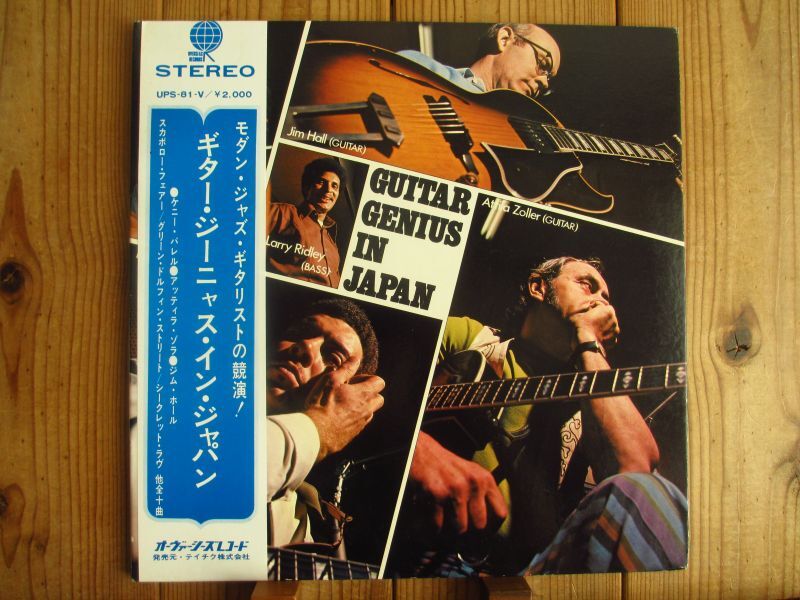 STEREO
UPS-81-V/¥2,000
モダン・ジャズ・ギタリストの競演!
ギター・ジーニャス・イン・ジャパン
●ケニー・バレル●アッティラ・ゾラ●ジム・ホール
スカボロー・フェアー/グリーン・ドルフィン・ストリート/シークレット・ラヴ 他全十曲
オーヴァーシーズレコード
発売元・テイチク株式会社
Jim Hall (GUITAR)
GUITAR
GENIUS
IN
JAPAN
Larry Ridley
(BASS)
Attila Zoller (GUITAR)